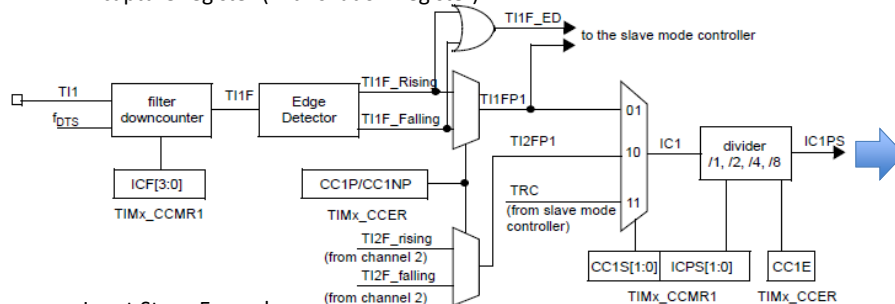 TI1F_ED
to the slave mode controller
TI1
fDTS
filter
downcounter
TI1F
Edge
Detector
TI1F_Rising
TI1F_Falling
TI1FP1
01
TI2FP1
10
IC1
divider
/1, /2, /4, /8
IC1PS
ICF[3:0]
TIMx_CCMR1
CC1P/CC1NP
TIMx_CCER
TRC
(from slave mode
controller)
11
TI2F_rising
(from channel 2)
TI2F_falling
(from channel 2)
CC1S[1:0] ICPS[1:0]
CC1E
TIMx_CCMR1
TIMx_CCER